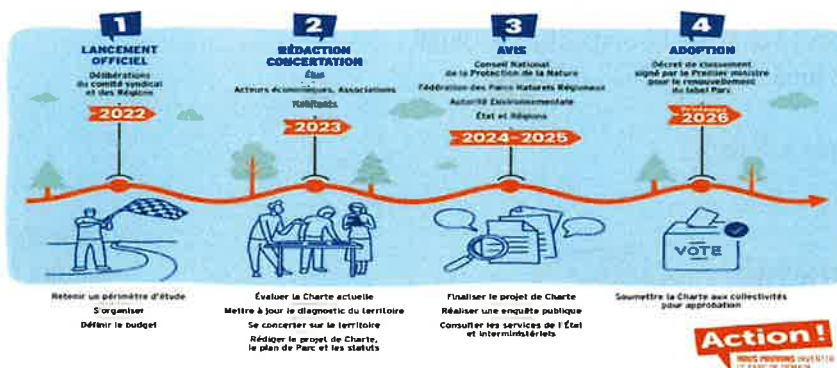 1
LANCEMENT
OFFICIEL
Délibérations
du comité syndical
et des Régions
2022
Retenir un périmètre d'étude
S'organiser
Définir le budget
2
RÉDACTION
CONCERTATION
Élus
Acteurs économiques, Associations
Habitants
2023
Évaluer la Charte actuelle
Mettre à jour le diagnostic du territoire
Se concerter sur le territoire
Rédiger le projet de Charte,
le plan de Parc et les statuts
3
AVIS
Conseil National
de la Protection de la Nature
Fédération des Parcs Naturels Régionaux
Autorité Environnementale
État et Régions
2024-2025
Finaliser le projet de Charte
Réaliser une enquête publique
Consulter les services de l'État
et interministériels
4
ADOPTION
Décret de classement
signé par le Premier ministre
pour le renouvellement
du label Parc
Printemps
2026
VOTE
Soumettre la Charte aux collectivités
pour approbation
Action !
NOUS POUVONS INVENTER
LE PARC DE DEMAIN